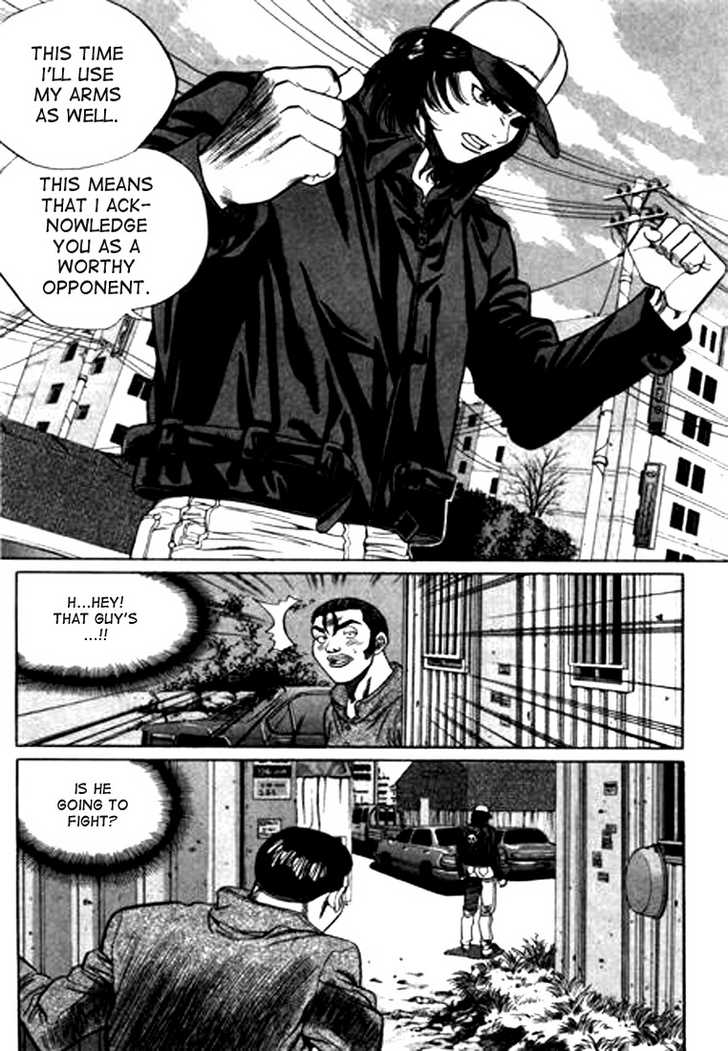 THIS TIME
I'LL USE
MY ARMS
AS WELL.
THIS MEANS
THAT I ACK-
NOWLEDGE
YOU AS A
WORTHY
OPPONENT.
H...HEY!
THAT GUY'S
...!!
IS HE
GOING TO
FIGHT?